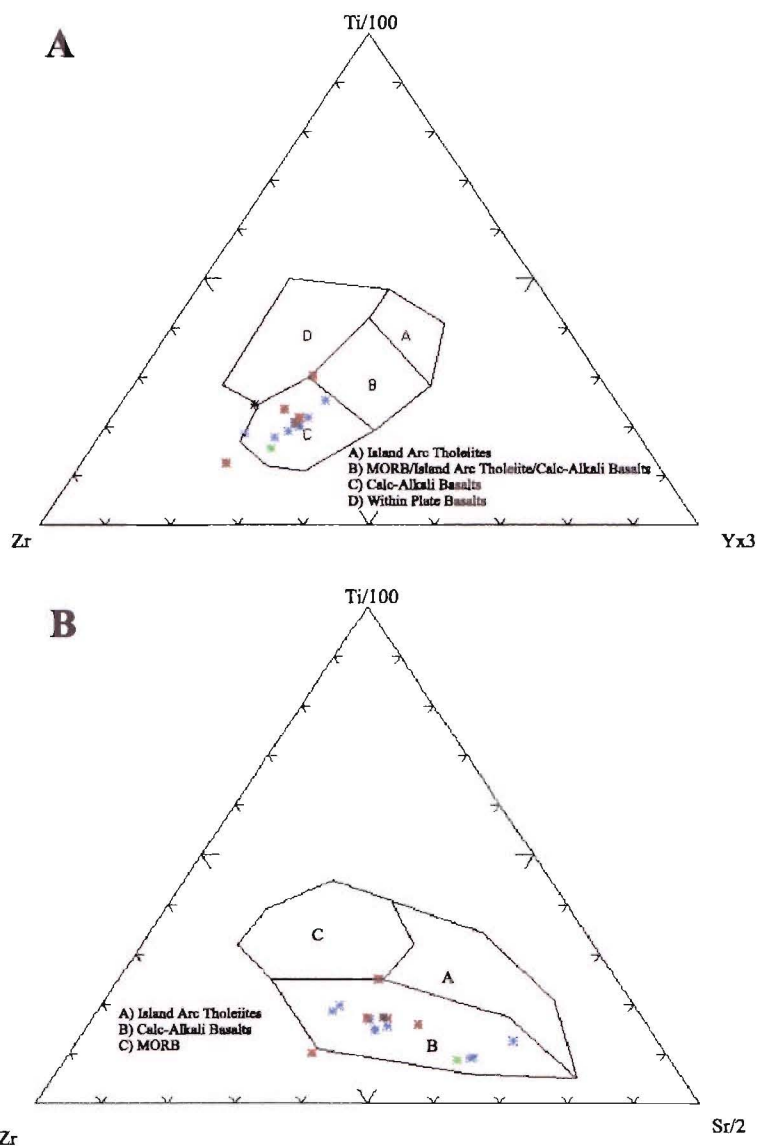 A
Ti/100
D
A
B
C
A) Island Arc Tholeiites
B) MORB/Island Arc Tholeiite/Calc-Alkali Basalts
C) Calc-Alkali Basalts
D) Within Plate Basalts
Zr
Yx3
B
Ti/100
C
A
B
A) Island Arc Tholeiites
B) Calc-Alkali Basalts
C) MORB
Zr
Sr/2